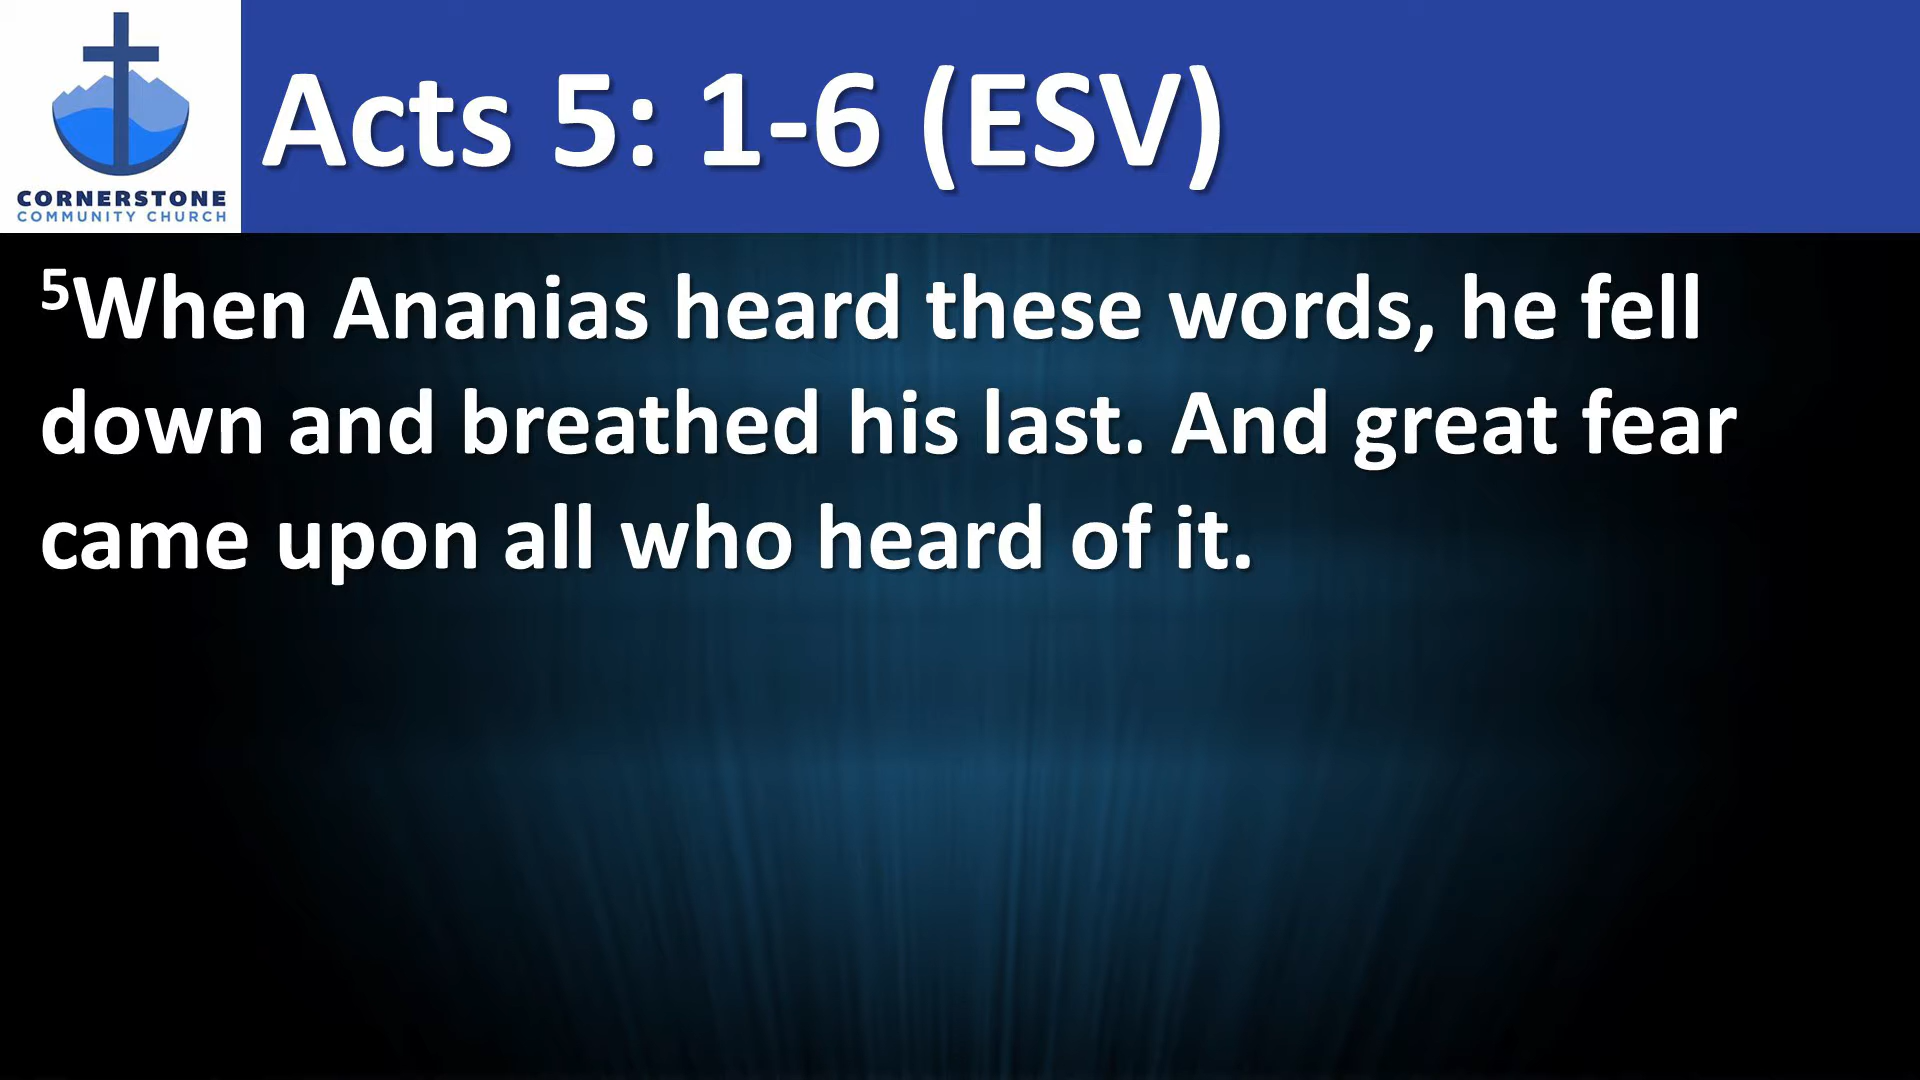 CORNERSTONE
COMMUNITY CHURCH
Acts 5: 1-6 (ESV)
⁵When Ananias heard these words, he fell
down and breathed his last. And great fear
came upon all who heard of it.